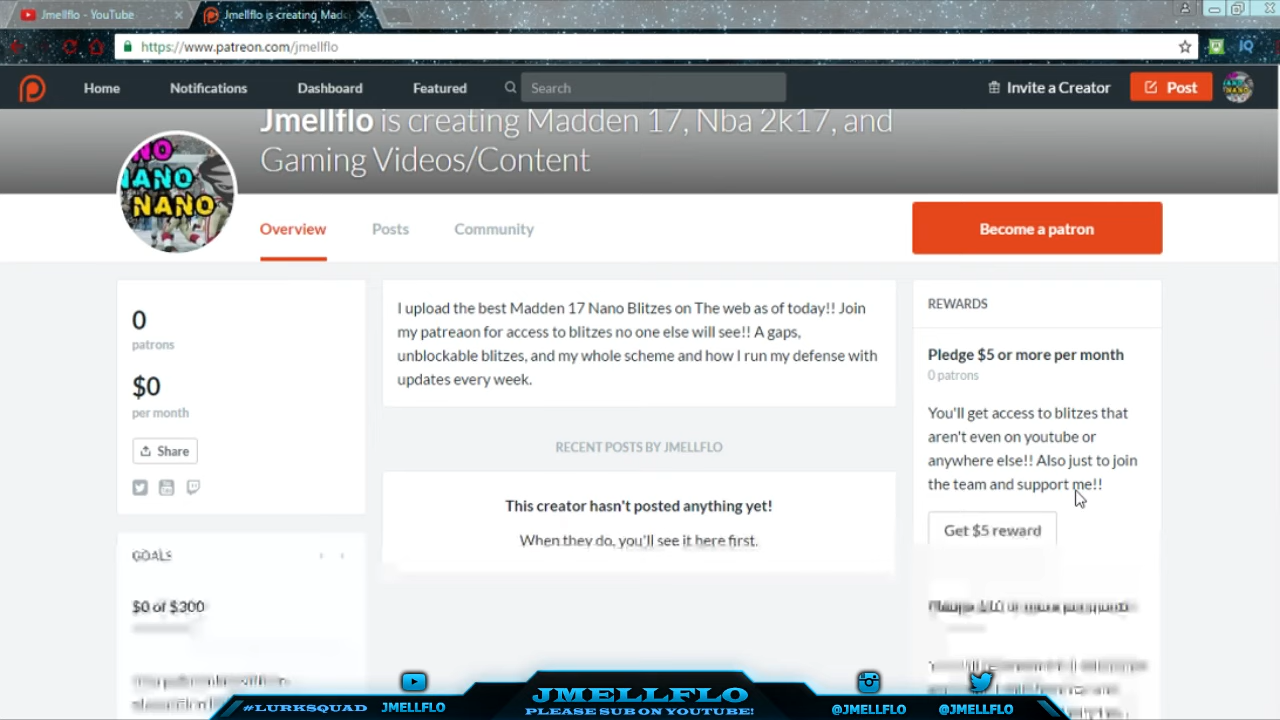 Jmellflo - YouTube
Jmellflo is creating Madd
https://www.patreon.com/jmellflo
IQ
Home
Notifications
Dashboard
Featured
Search
Invite a Creator
Post
Jmellflo is creating Madden 17, Nba 2k17, and
Gaming Videos/Content
NO
NANO
NANO
Overview
Posts
Community
Become a patron
0
patrons
$0
per month
Share
I upload the best Madden 17 Nano Blitzes on The web as of today!! Join
my patreaon for access to blitzes no one else will see!! A gaps,
unblockable blitzes, and my whole scheme and how I run my defense with
updates every week.
RECENT POSTS BY JMELLFLO
This creator hasn't posted anything yet!
When they do, you'll see it here first.
REWARDS
Pledge $5 or more per month
0 patrons
You'll get access to blitzes that
aren't even on youtube or
anywhere else!! Also just to join
the team and support me!!
Get $5 reward
GOALS
$0 of $300
Pledge $10 or more per month
#LURKSQUAD
JMELLFLO
JMELLFLO
PLEASE SUB ON YOUTUBE!
@JMELLFLO
@JMELLFLO